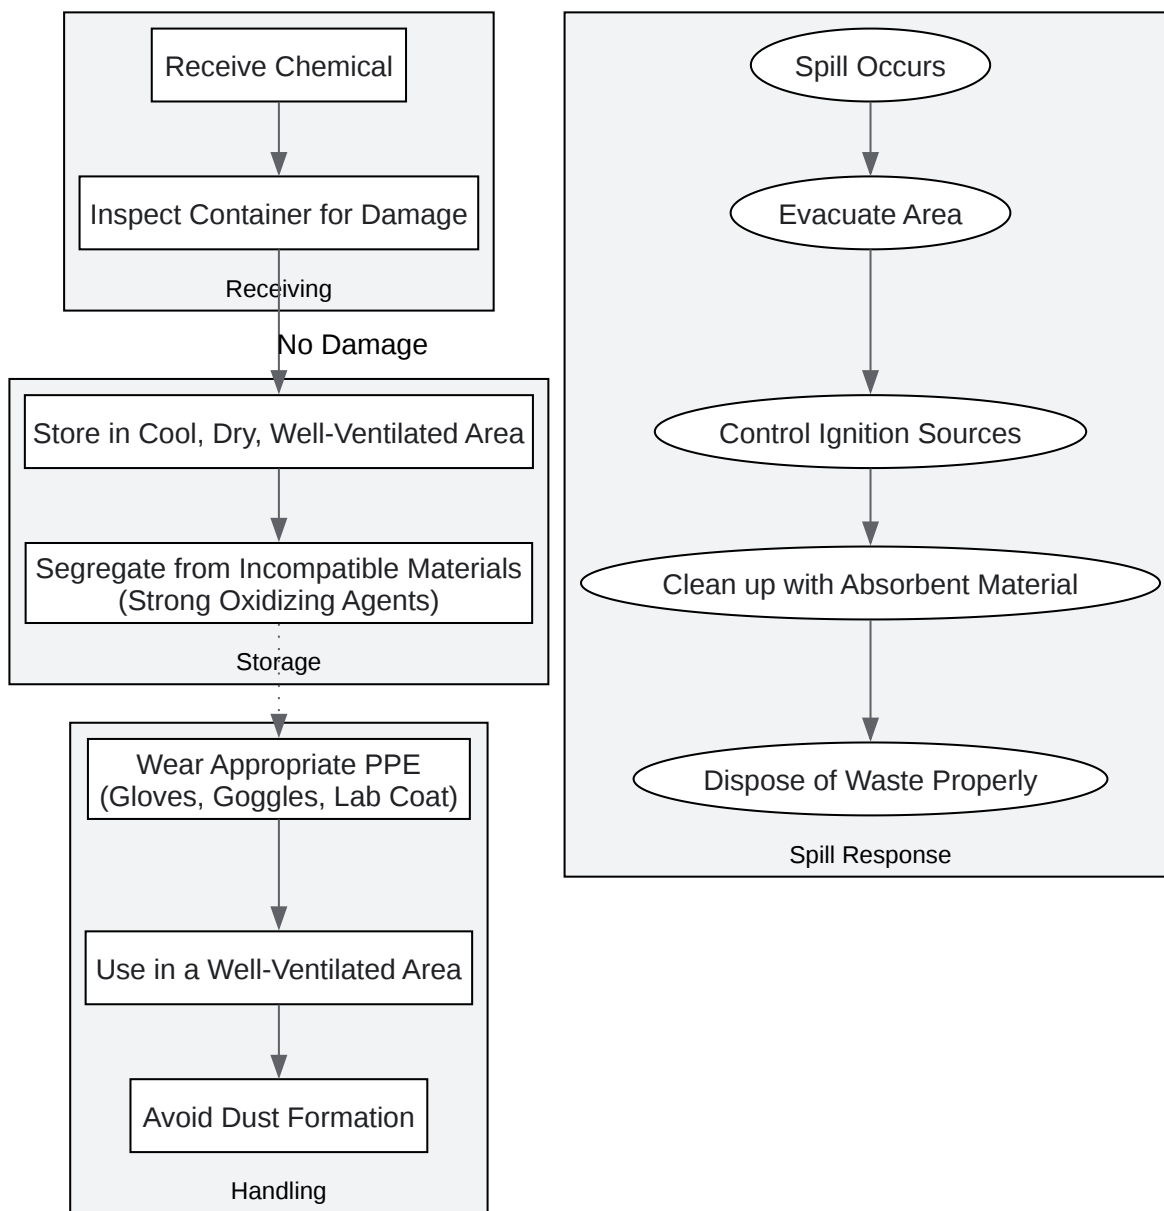 Receive Chemical
Inspect Container for Damage
Receiving
No Damage
Store in Cool, Dry, Well-Ventilated Area
Segregate from Incompatible Materials
(Strong Oxidizing Agents)
Storage
Wear Appropriate PPE
(Gloves, Goggles, Lab Coat)
Use in a Well-Ventilated Area
Avoid Dust Formation
Handling
Spill Occurs
Evacuate Area
Control Ignition Sources
Clean up with Absorbent Material
Dispose of Waste Properly
Spill Response